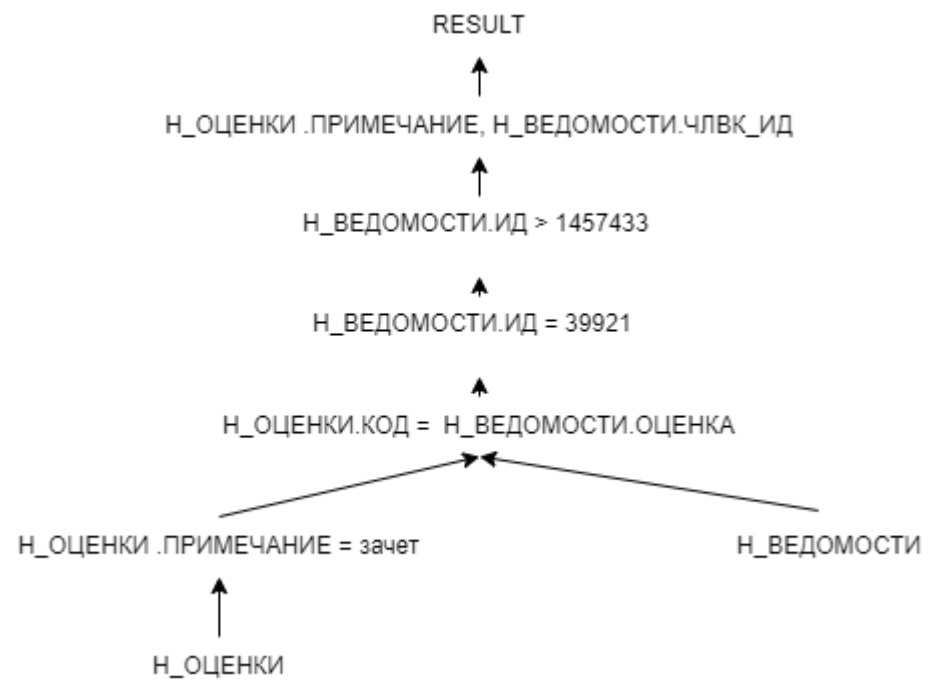 RESULT
Н_ОЦЕНКИ .ПРИМЕЧАНИЕ, Н_ВЕДОМОСТИ.ЧЛВК_ИД
Н_ВЕДОМОСТИ.ИД > 1457433
Н_ВЕДОМОСТИ.ИД = 39921
Н_ОЦЕНКИ.КОД = Н_ВЕДОМОСТИ.ОЦЕНКА
Н_ОЦЕНКИ .ПРИМЕЧАНИЕ = зачет
Н_ВЕДОМОСТИ
Н_ОЦЕНКИ